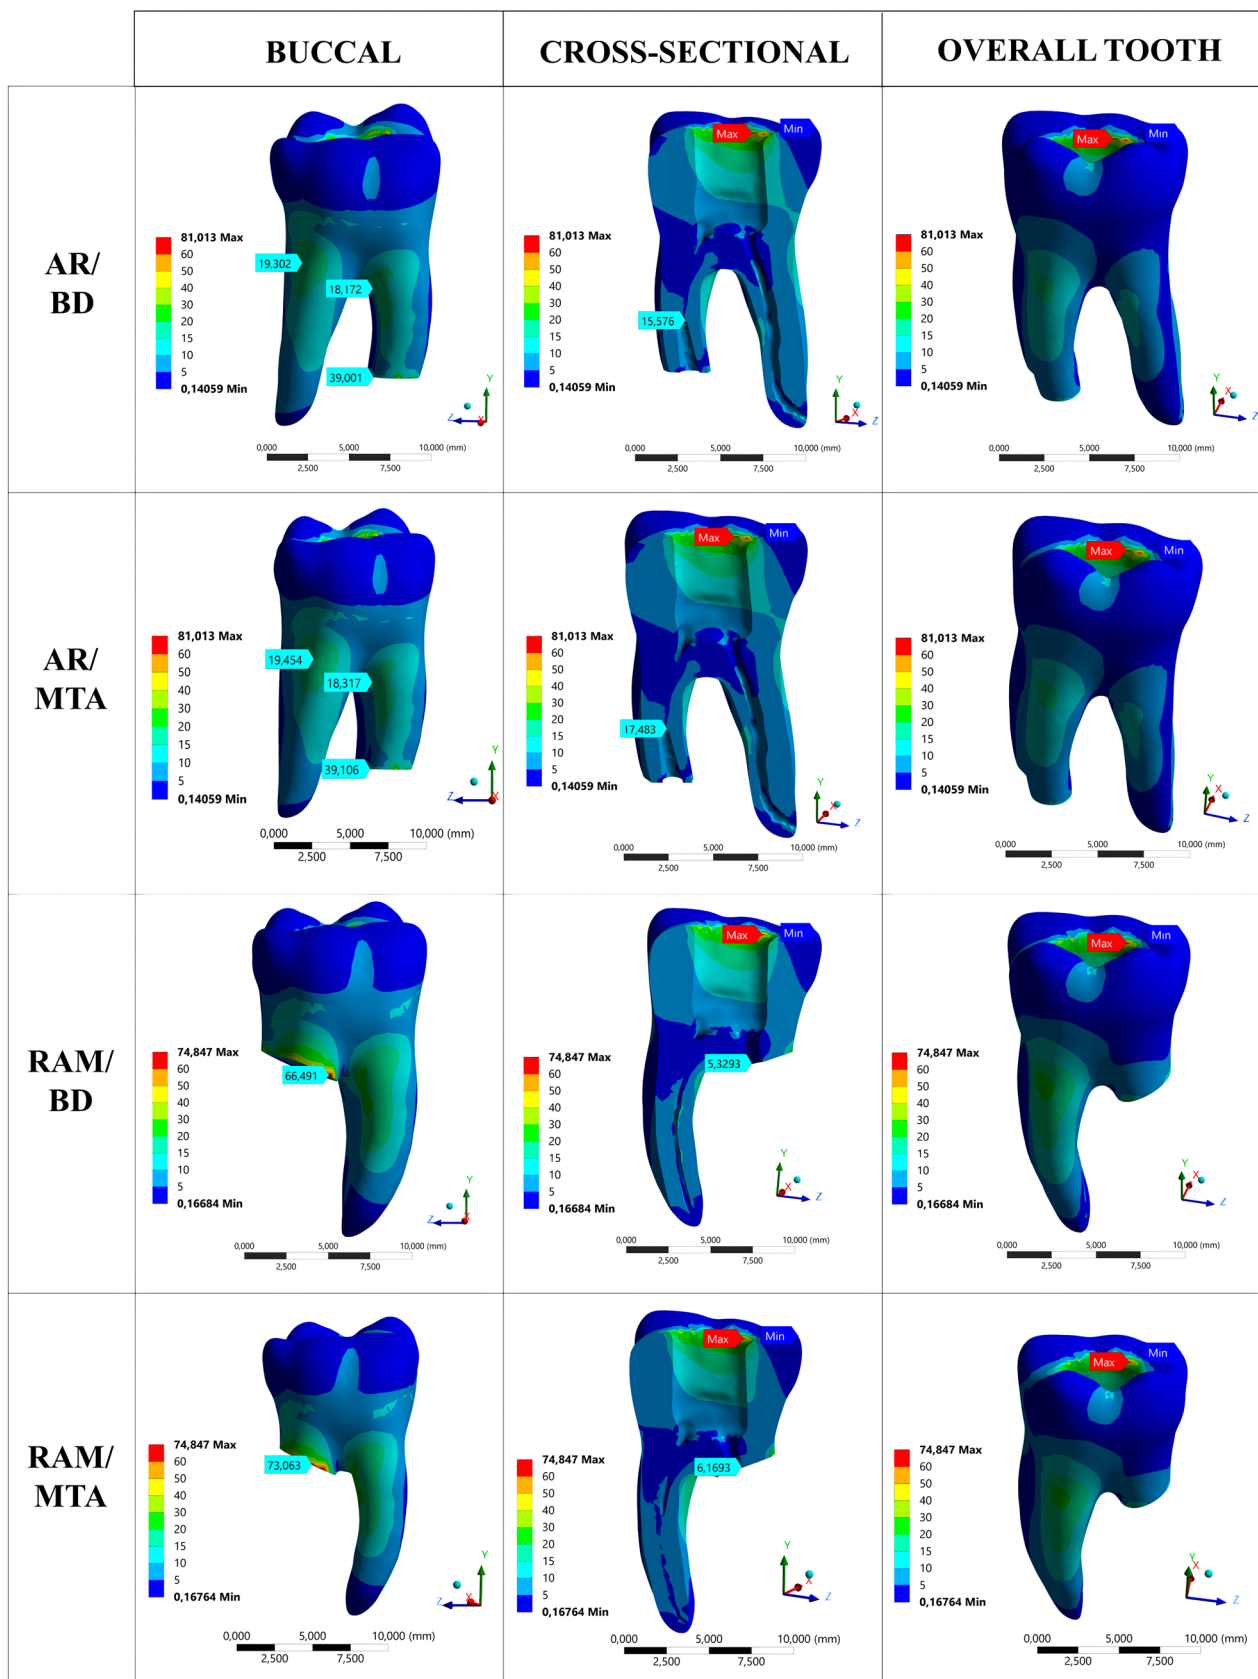 BUCCAL
CROSS-SECTIONAL
OVERALL TOOTH
AR/
BD
81,013 Max
60
50
40
30
20
15
10
5
0,14059 Min
19,302
18,172
39,001
Y
Z
X
0,000 5,000 10,000 (mm)
2,500 7,500
Max
Min
81,013 Max
60
50
40
30
20
15
10
5
0,14059 Min
15,576
Y
X
Z
0,000 5,000 10,000 (mm)
2,500 7,500
Max
Min
81,013 Max
60
50
40
30
20
15
10
5
0,14059 Min
Y
X
Z
0,000 5,000 10,000 (mm)
2,500 7,500
AR/
MTA
81,013 Max
60
50
40
30
20
15
10
5
0,14059 Min
19,454
18,317
39,106
Y
Z
X
0,000 5,000 10,000 (mm)
2,500 7,500
Max
Min
81,013 Max
60
50
40
30
20
15
10
5
0,14059 Min
17,483
Y
X
Z
0,000 5,000 10,000 (mm)
2,500 7,500
Max
Min
81,013 Max
60
50
40
30
20
15
10
5
0,14059 Min
Y
X
Z
0,000 5,000 10,000 (mm)
2,500 7,500
RAM/
BD
74,847 Max
60
50
40
30
20
15
10
5
0,16684 Min
66,491
Y
Z
X
0,000 5,000 10,000 (mm)
2,500 7,500
Max
Min
74,847 Max
60
50
40
30
20
15
10
5
0,16684 Min
5,3293
Y
X
Z
0,000 5,000 10,000 (mm)
2,500 7,500
Max
Min
74,847 Max
60
50
40
30
20
15
10
5
0,16684 Min
Y
X
Z
0,000 5,000 10,000 (mm)
2,500 7,500
RAM/
MTA
74,847 Max
60
50
40
30
20
15
10
5
0,16764 Min
73,063
Y
Z
X
0,000 5,000 10,000 (mm)
2,500 7,500
Max
Min
74,847 Max
60
50
40
30
20
15
10
5
0,16764 Min
6,1693
Y
X
Z
0,000 5,000 10,000 (mm)
2,500 7,500
Max
Min
74,847 Max
60
50
40
30
20
15
10
5
0,16764 Min
Y
X
Z
0,000 5,000 10,000 (mm)
2,500 7,500